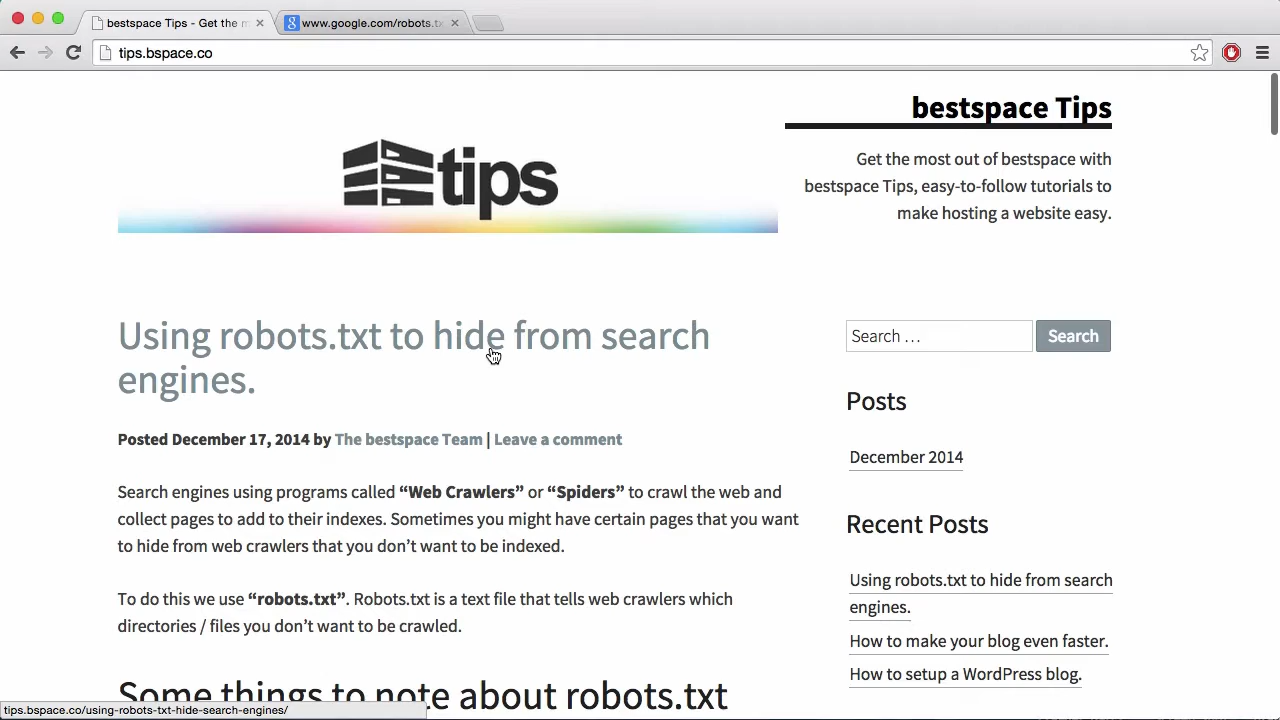 bestspace Tips - Get the m
www.google.com/robots.tx
tips.bspace.co
tips
bestspace Tips
Get the most out of bestspace with
bestspace Tips, easy-to-follow tutorials to
make hosting a website easy.
Using robots.txt to hide from search
engines.
Posted December 17, 2014 by The bestspace Team | Leave a comment
Search engines using programs called “Web Crawlers” or “Spiders” to crawl the web and
collect pages to add to their indexes. Sometimes you might have certain pages that you want
to hide from web crawlers that you don’t want to be indexed.
To do this we use “robots.txt”. Robots.txt is a text file that tells web crawlers which
directories / files you don’t want to be crawled.
Some things to note about robots.txt
Search …
Search
Posts
December 2014
Recent Posts
Using robots.txt to hide from search
engines.
How to make your blog even faster.
How to setup a WordPress blog.
tips.bspace.co/using-robots-txt-hide-search-engines/